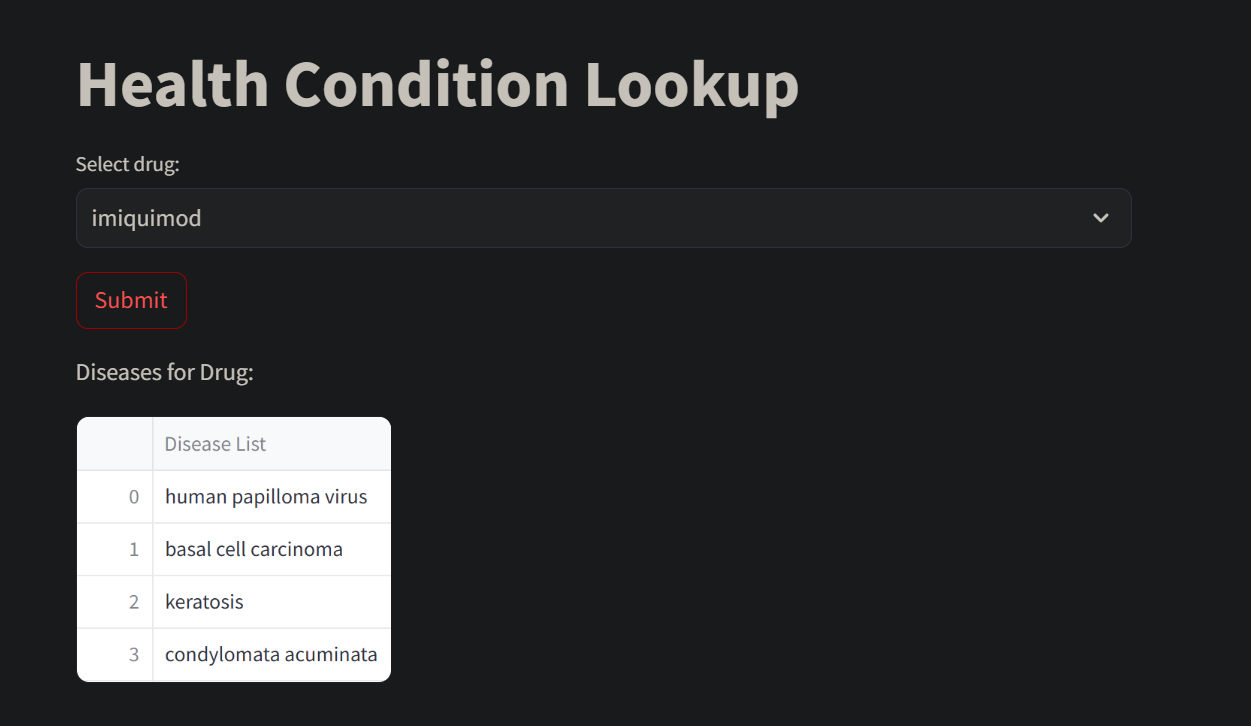 Health Condition Lookup
Select drug:
imiquimod
Submit
Diseases for Drug:
Disease List
0 human papilloma virus
1 basal cell carcinoma
2 keratosis
3 condylomata acuminata